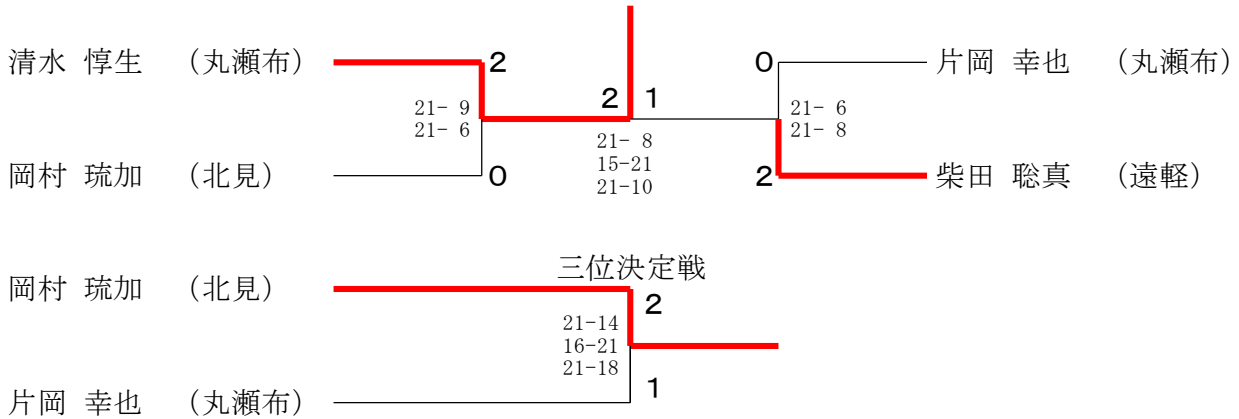 清水 惇生 （丸瀬布）
2
0
片岡 幸也 （丸瀬布）
21- 9
21- 6
2 1
21- 6
21- 8
21- 8
15-21
21-10
岡村 琉加 （北見）
0
2
柴田 聡真 （遠軽）
三位決定戦
岡村 琉加 （北見）
2
21-14
16-21
21-18
1
片岡 幸也 （丸瀬布）